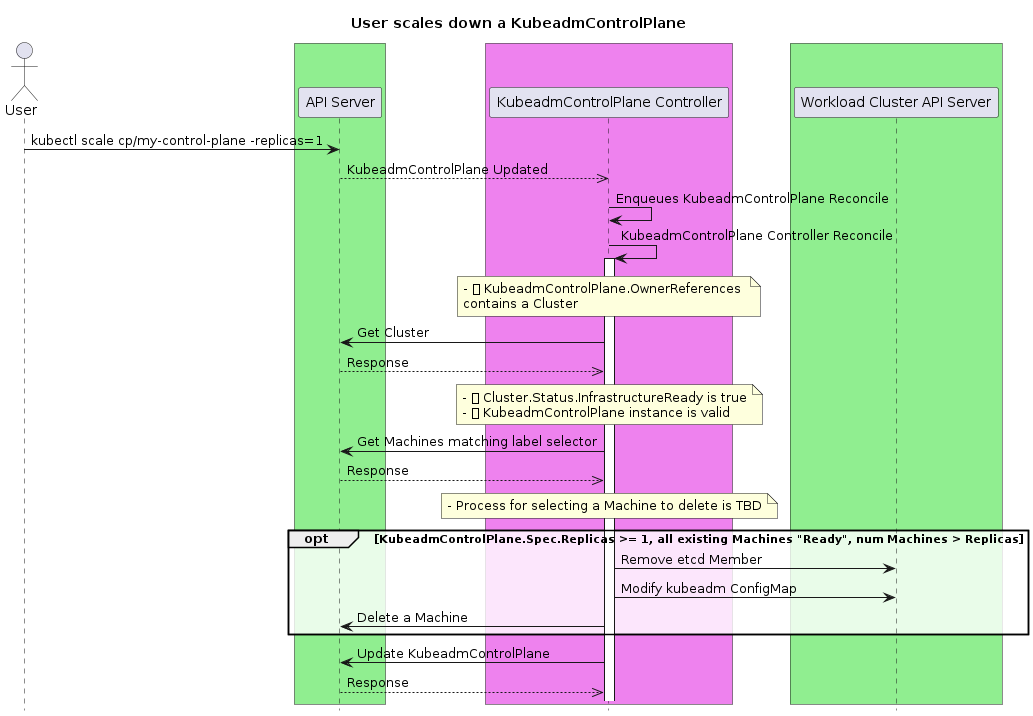 User scales down a KubeadmControlPlane
User
API Server
KubeadmControlPlane Controller
Workload Cluster API Server
kubectl scale cp/my-control-plane -replicas=1
KubeadmControlPlane Updated
Enqueues KubeadmControlPlane Reconcile
KubeadmControlPlane Controller Reconcile
- ▯ KubeadmControlPlane.OwnerReferences
contains a Cluster
Get Cluster
Response
- ▯ Cluster.Status.InfrastructureReady is true
- ▯ KubeadmControlPlane instance is valid
Get Machines matching label selector
Response
- Process for selecting a Machine to delete is TBD
opt [KubeadmControlPlane.Spec.Replicas >= 1, all existing Machines "Ready", num Machines > Replicas]
Remove etcd Member
Modify kubeadm ConfigMap
Delete a Machine
Update KubeadmControlPlane
Response